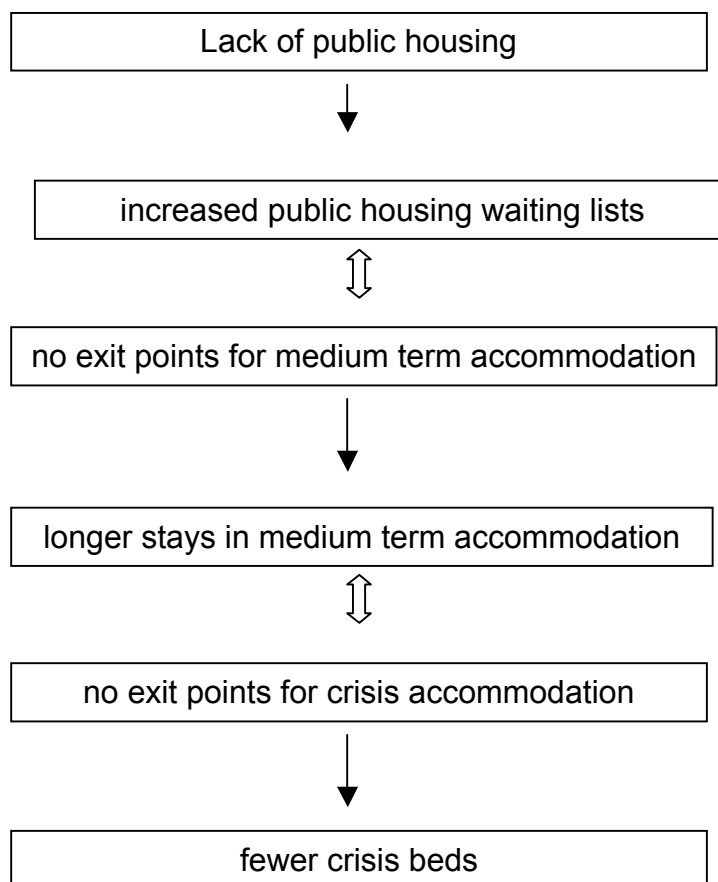 Lack of public housing
increased public housing waiting lists
no exit points for medium term accommodation
longer stays in medium term accommodation
no exit points for crisis accommodation
fewer crisis beds